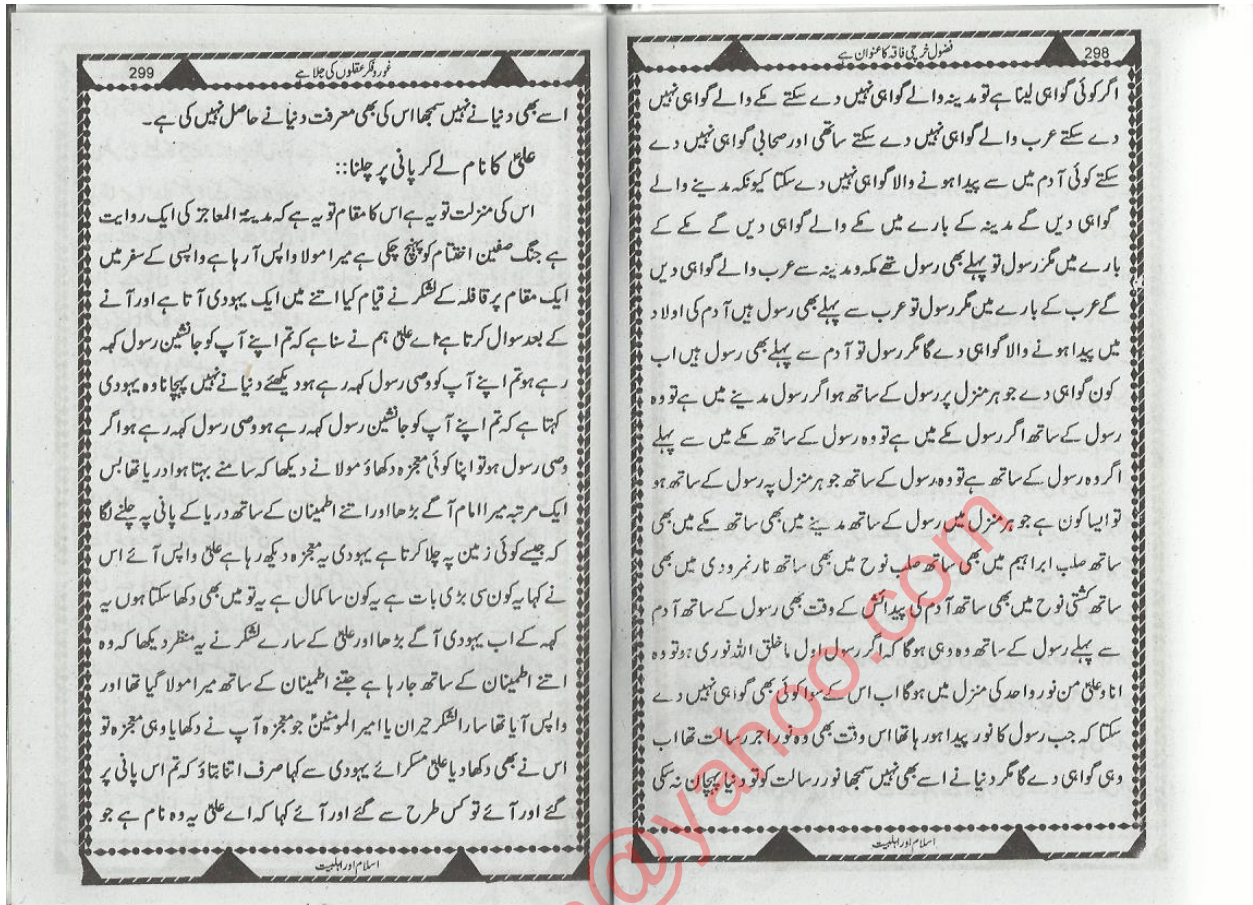 298
فضول خرچی فاقہ کا عنوان ہے
اگر کوئی گواہی لینا ہے تو مدینہ والے گواہی نہیں دے سکتے مکے والے گواہی نہیں
دے سکتے عرب والے گواہی نہیں دے سکتے ساتھی اور صحابی گواہی نہیں دے
سکتے کوئی آدم میں سے پیدا ہونے والا گواہی نہیں دے سکتا کیونکہ مدینے والے
گواہی دیں گے مدینہ کے بارے میں مکے والے گواہی دیں گے مکے کے
بارے میں مگر رسول تو پہلے بھی رسول تھے مکہ و مدینہ سے عرب والے گواہی دیں
گے عرب کے بارے میں مگر رسول تو عرب سے پہلے بھی رسول ہیں آدم کی اولاد
میں پیدا ہونے والا گواہی دے گا مگر رسول تو آدم سے پہلے بھی رسول ہیں اب
کون گواہی دے جو ہر منزل پر رسول کے ساتھ ہو اگر رسول مدینے میں ہے تو وہ
رسول کے ساتھ اگر رسول مکے میں ہے تو وہ رسول کے ساتھ مکے میں سے پہلے
اگر وہ رسول کے ساتھ ہے تو وہ رسول کے ساتھ جو ہر منزل پہ رسول کے ساتھ ہو
تو ایسا کون ہے جو ہر منزل میں رسول کے ساتھ مدینے میں بھی ساتھ مکے میں بھی
ساتھ صلب ابراہیم میں بھی ساتھ صلب نوح میں بھی ساتھ نار نمرودی میں بھی
ساتھ کشتی نوح میں بھی ساتھ آدم کی پیدائش کے وقت بھی رسول کے ساتھ آدم
سے پہلے رسول کے ساتھ وہ وہی ہوگا کہ اگر رسول اول ما خلق اللہ نوری ہو تو وہ
انا و علیؑ من نور واحد کی منزل میں ہوگا اب اس کے سوا کوئی بھی گواہی نہیں دے
سکتا کہ جب رسول کا نور پیدا ہو رہا تھا اس وقت بھی وہ نور اجر رسالت تھا اب
وہی گواہی دے گا مگر دنیا نے اسے بھی نہیں سمجھا نور رسالت کو تو دنیا پہچان نہ سکی
اسلام اور اہلبیت
299
غور و فکر عقلوں کی جلا ہے
اسے بھی دنیا نے نہیں سمجھا اس کی بھی معرفت دنیا نے حاصل نہیں کی ہے۔
علیؑ کا نام لے کر پانی پر چلنا::
اس کی منزلت تو یہ ہے اس کا مقام تو یہ ہے کہ مدینۃ المعاجز کی ایک روایت
ہے جنگ صفین اختتام کو پہنچ چکی ہے میرا مولا واپس آ رہا ہے واپسی کے سفر میں
ایک مقام پر قافلہ کے لشکر نے قیام کیا اتنے میں ایک یہودی آتا ہے اور آنے
کے بعد سوال کرتا ہے اے علیؑ ہم نے سنا ہے کہ تم اپنے آپ کو جانشین رسول کہہ
رہے ہو تم اپنے آپ کو وصی رسول کہہ رہے ہو دیکھئے دنیا نے نہیں پہچانا وہ یہودی
کہتا ہے کہ تم اپنے آپ کو جانشین رسول کہہ رہے ہو وصی رسول کہہ رہے ہو اگر
وصی رسول ہو تو اپنا کوئی معجزہ دکھاؤ مولا نے دیکھا کہ سامنے بہتا ہوا دریا تھا بس
ایک مرتبہ میرا امام آگے بڑھا اور اتنے اطمینان کے ساتھ دریا کے پانی پہ چلنے لگا
کہ جیسے کوئی زمین پہ چلا کرتا ہے یہودی یہ معجزہ دیکھ رہا ہے علیؑ واپس آئے اس
نے کہا یہ کون سی بڑی بات ہے یہ کون سا کمال ہے یہ تو میں بھی دکھا سکتا ہوں یہ
کہہ کے اب یہودی آگے بڑھا اور علیؑ کے سارے لشکر نے یہ منظر دیکھا کہ وہ
اتنے اطمینان کے ساتھ جا رہا ہے جتنے اطمینان کے ساتھ میرا مولا گیا تھا اور
واپس آیا تھا سارا لشکر حیران یا امیر المومنینؑ جو معجزہ آپ نے دکھایا وہی معجزہ تو
اس نے بھی دکھا دیا علیؑ مسکرائے یہودی سے کہا صرف اتنا بتاؤ کہ تم اس پانی پر
گئے اور آئے تو کس طرح سے گئے اور آئے کہا کہ اے علیؑ یہ وہ نام ہے جو
اسلام اور اہلبیت
@yahoo.com